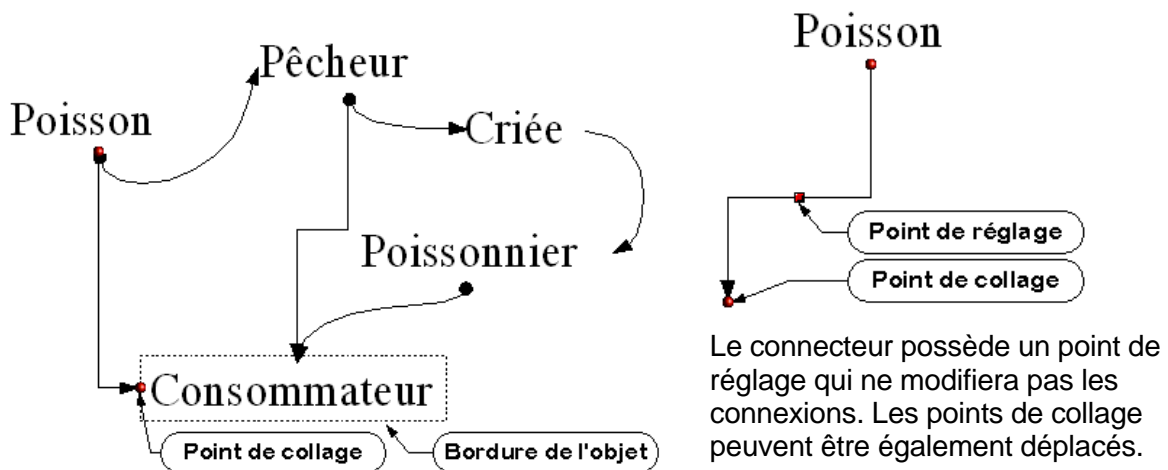 Pêcheur
Poisson
Criée
Poissonnier
Consommateur
Point de collage
Bordure de l'objet
Poisson
Point de réglage
Point de collage
Le connecteur possède un point de
réglage qui ne modifiera pas les
connexions. Les points de collage
peuvent être également déplacés.